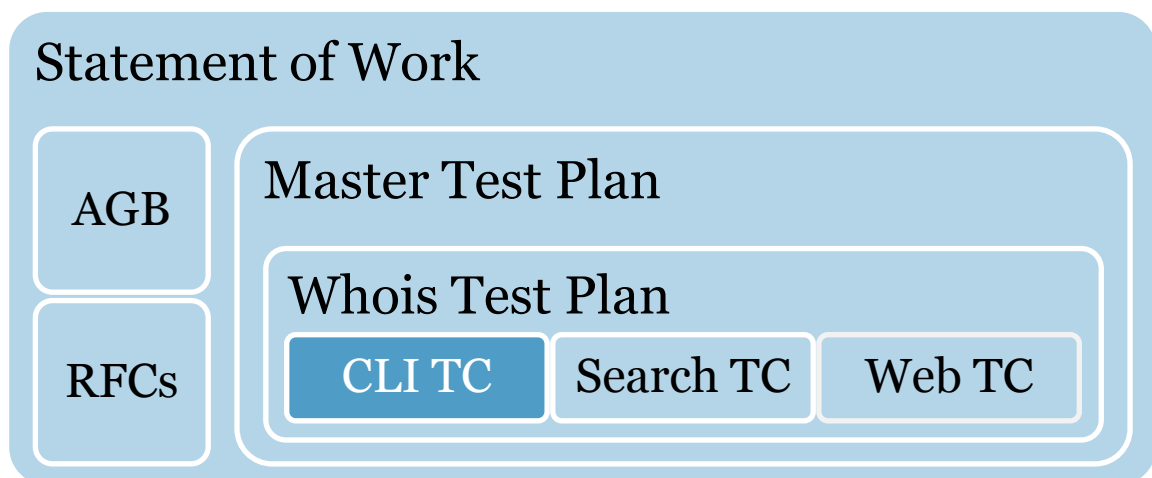 Statement of Work
AGB
Master Test Plan
Whois Test Plan
RFCs
CLI TC
Search TC
Web TC